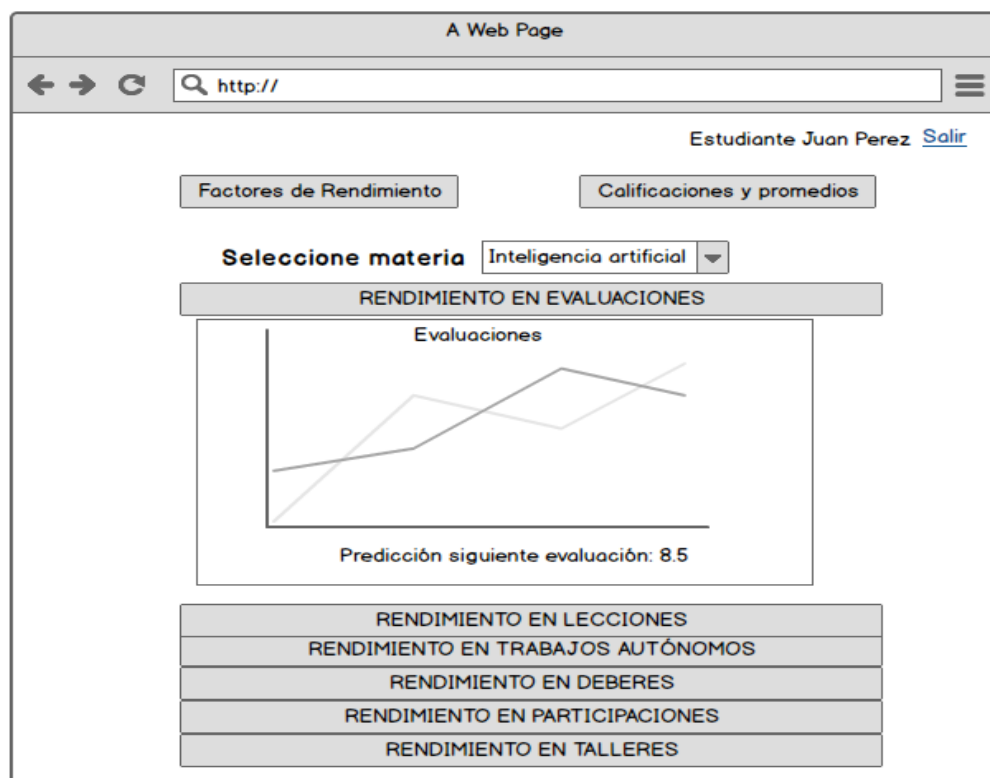 A Web Page
http://
Estudiante Juan Perez Salir
Factores de Rendimiento
Calificaciones y promedios
Seleccione materia Inteligencia artificial
RENDIMIENTO EN EVALUACIONES
Evaluaciones
Predicción siguiente evaluación: 8.5
RENDIMIENTO EN LECCIONES
RENDIMIENTO EN TRABAJOS AUTÓNOMOS
RENDIMIENTO EN DEBERES
RENDIMIENTO EN PARTICIPACIONES
RENDIMIENTO EN TALLERES